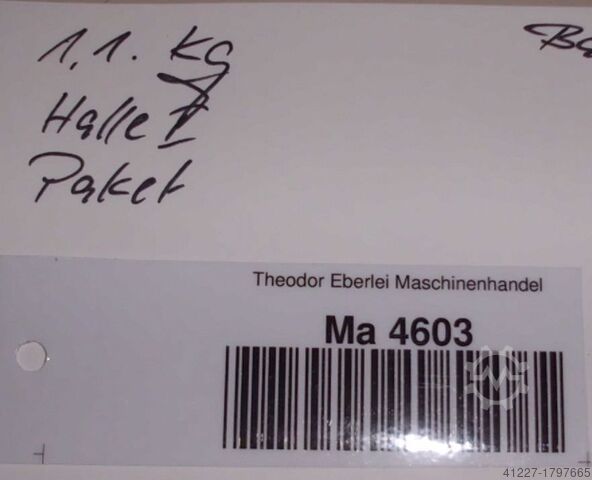 1,1. kg
Halle I
Paket
Theodor Eberlei Maschinenhandel
Ma 4603
41227-1797665